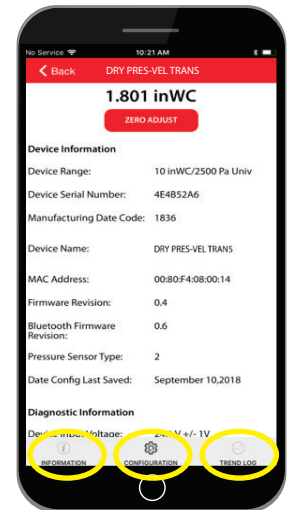 No Service 10:21 AM
Back DRY PRES-VEL TRANS
1.801 inWC
ZERO ADJUST
Device Information
Device Range: 10 inWC/2500 Pa Univ
Device Serial Number: 4E4B52A6
Manufacturing Date Code: 1836
Device Name: DRY PRES-VEL TRANS
MAC Address: 00:80:F4:08:00:14
Firmware Revision: 0.4
Bluetooth Firmware
Revision: 0.6
Pressure Sensor Type: 2
Date Config Last Saved: September 10,2018
Diagnostic Information
Device Input Voltage: V +/- 1V
INFORMATION CONFIGURATION TREND LOG